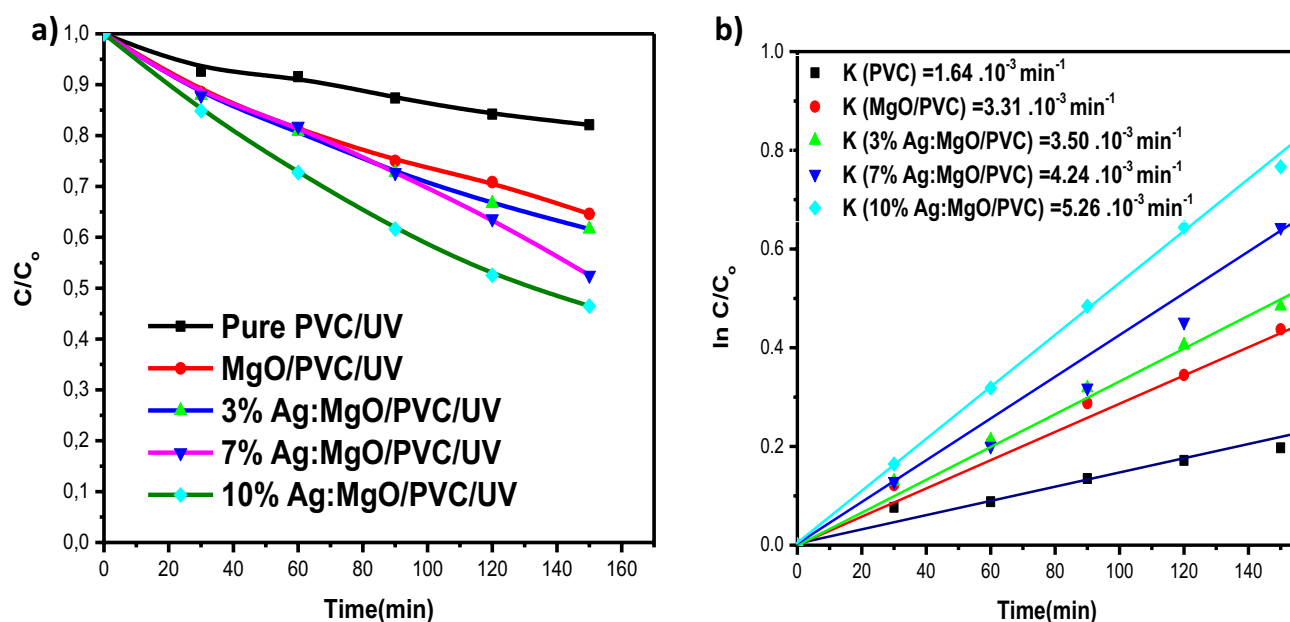 a)
1,0
0,9
0,8
0,7
0,6
0,5
0,4
0,3
0,2
0,1
0,0
C/C₀
Pure PVC/UV
MgO/PVC/UV
3% Ag:MgO/PVC/UV
7% Ag:MgO/PVC/UV
10% Ag:MgO/PVC/UV
0 20 40 60 80 100 120 140 160
Time(min)
b)
1.0
0.8
0.6
0.4
0.2
0.0
ln C/C₀
K (PVC) =1.64 .10⁻³ min⁻¹
K (MgO/PVC) =3.31 .10⁻³ min⁻¹
K (3% Ag:MgO/PVC) =3.50 .10⁻³ min⁻¹
K (7% Ag:MgO/PVC) =4.24 .10⁻³ min⁻¹
K (10% Ag:MgO/PVC) =5.26 .10⁻³ min⁻¹
0 20 40 60 80 100 120 140
Time(min)